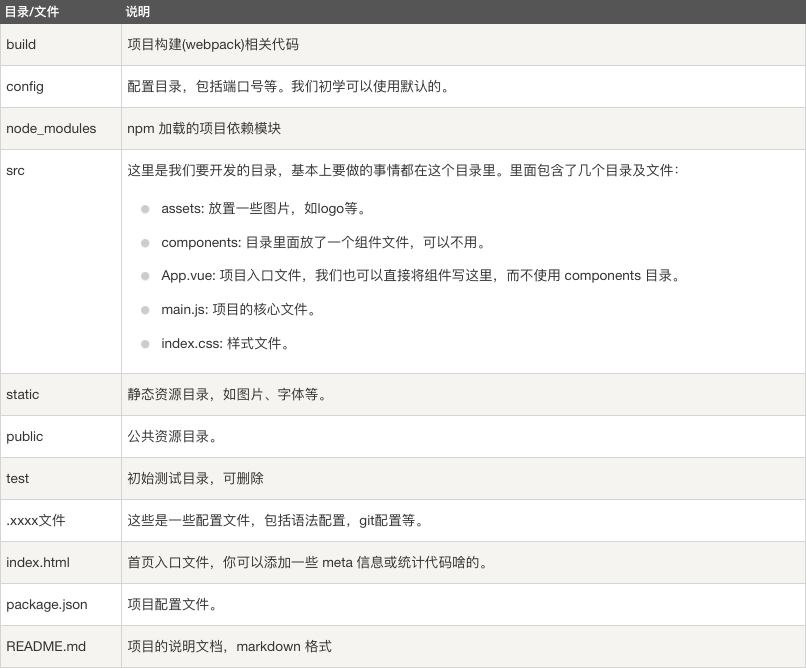 目录/文件 说明
build 项目构建(webpack)相关代码
config 配置目录，包括端口号等。我们初学可以使用默认的。
node_modules npm 加载的项目依赖模块
src 这里是我们要开发的目录，基本上要做的事情都在这个目录里。里面包含了几个目录及文件：
assets: 放置一些图片，如logo等。
components: 目录里面放了一个组件文件，可以不用。
App.vue: 项目入口文件，我们也可以直接将组件写这里，而不使用 components 目录。
main.js: 项目的核心文件。
index.css: 样式文件。
static 静态资源目录，如图片、字体等。
public 公共资源目录。
test 初始测试目录，可删除
.xxxx文件 这些是一些配置文件，包括语法配置，git配置等。
index.html 首页入口文件，你可以添加一些 meta 信息或统计代码啥的。
package.json 项目配置文件。
README.md 项目的说明文档，markdown 格式